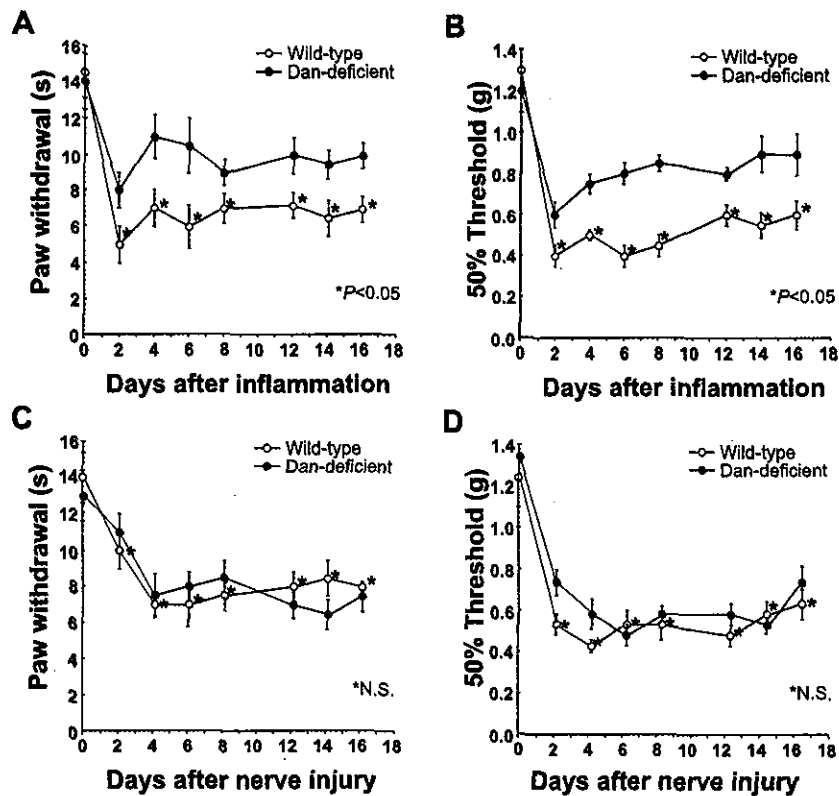 A
Paw withdrawal (s)
16
14
12
10
8
6
4
2
0
Wild-type
Dan-deficient
* * * * * * *
*P<0.05
0 2 4 6 8 10 12 14 16 18
Days after inflammation
B
50% Threshold (g)
1.4
1.2
1.0
0.8
0.6
0.4
0.2
0.0
Wild-type
Dan-deficient
* * * * * * *
*P<0.05
0 2 4 6 8 10 12 14 16 18
Days after inflammation
C
Paw withdrawal (s)
16
14
12
10
8
6
4
2
0
Wild-type
Dan-deficient
* * * * * * *
*N.S.
0 2 4 6 8 10 12 14 16 18
Days after nerve injury
D
50% Threshold (g)
1.4
1.2
1.0
0.8
0.6
0.4
0.2
0.0
Wild-type
Dan-deficient
* * * * * * *
*N.S.
0 2 4 6 8 10 12 14 16 18
Days after nerve injury